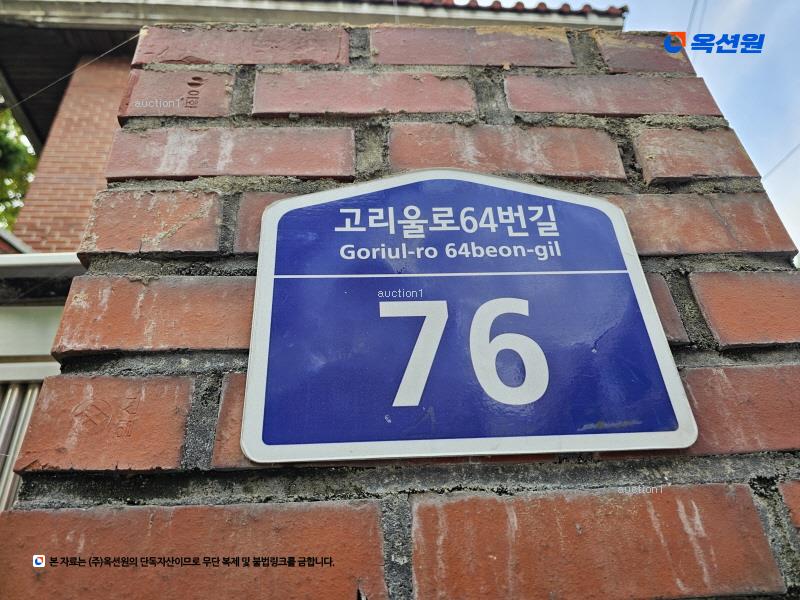 옥션원
auction1
고리울로64번길
Goriul-ro 64beon-gil
auction1
76
auction1
본 자료는 (주)옥션원의 단독자산이므로 무단 복제 및 불법링크를 금합니다.